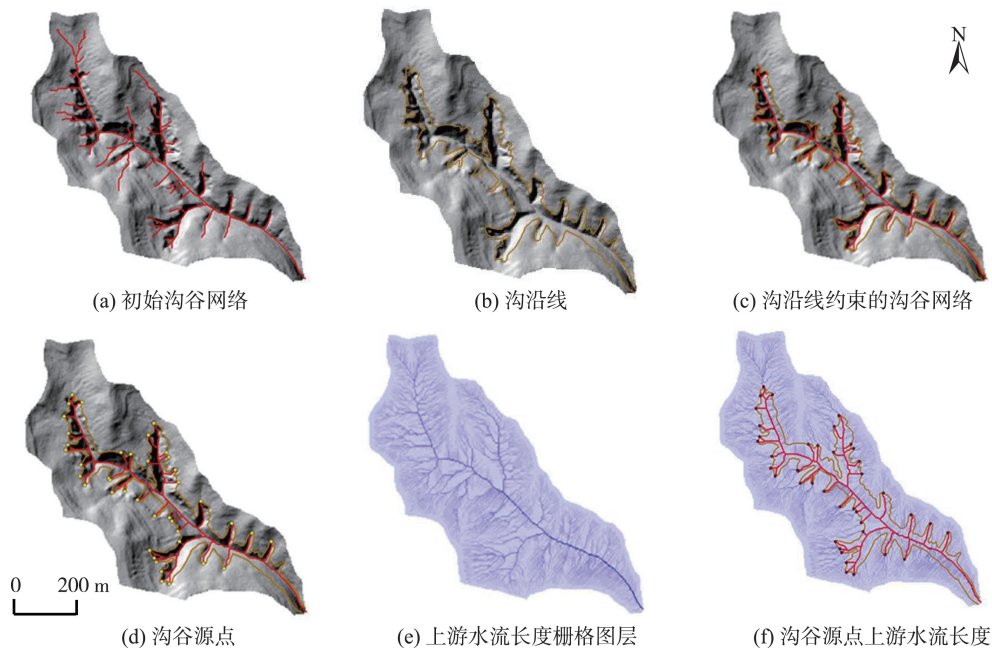 N
(a) 初始沟谷网络
(b) 沟沿线
(c) 沟沿线约束的沟谷网络
0 200 m
(d) 沟谷源点
(e) 上游水流长度栅格图层
(f) 沟谷源点上游水流长度